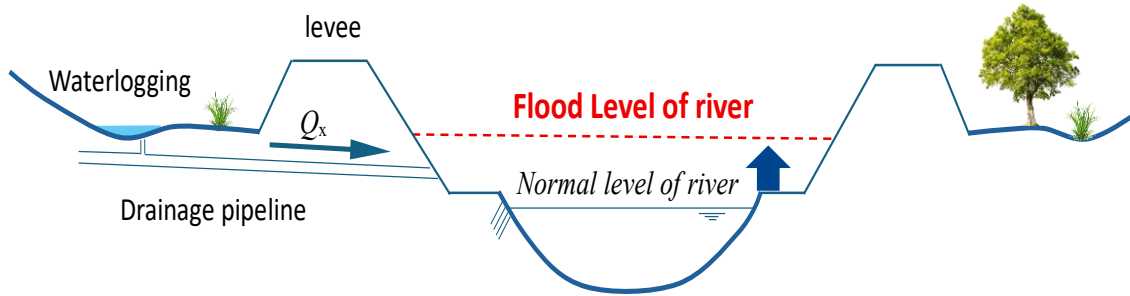 levee
Waterlogging
Flood Level of river
Qx
Normal level of river
Drainage pipeline